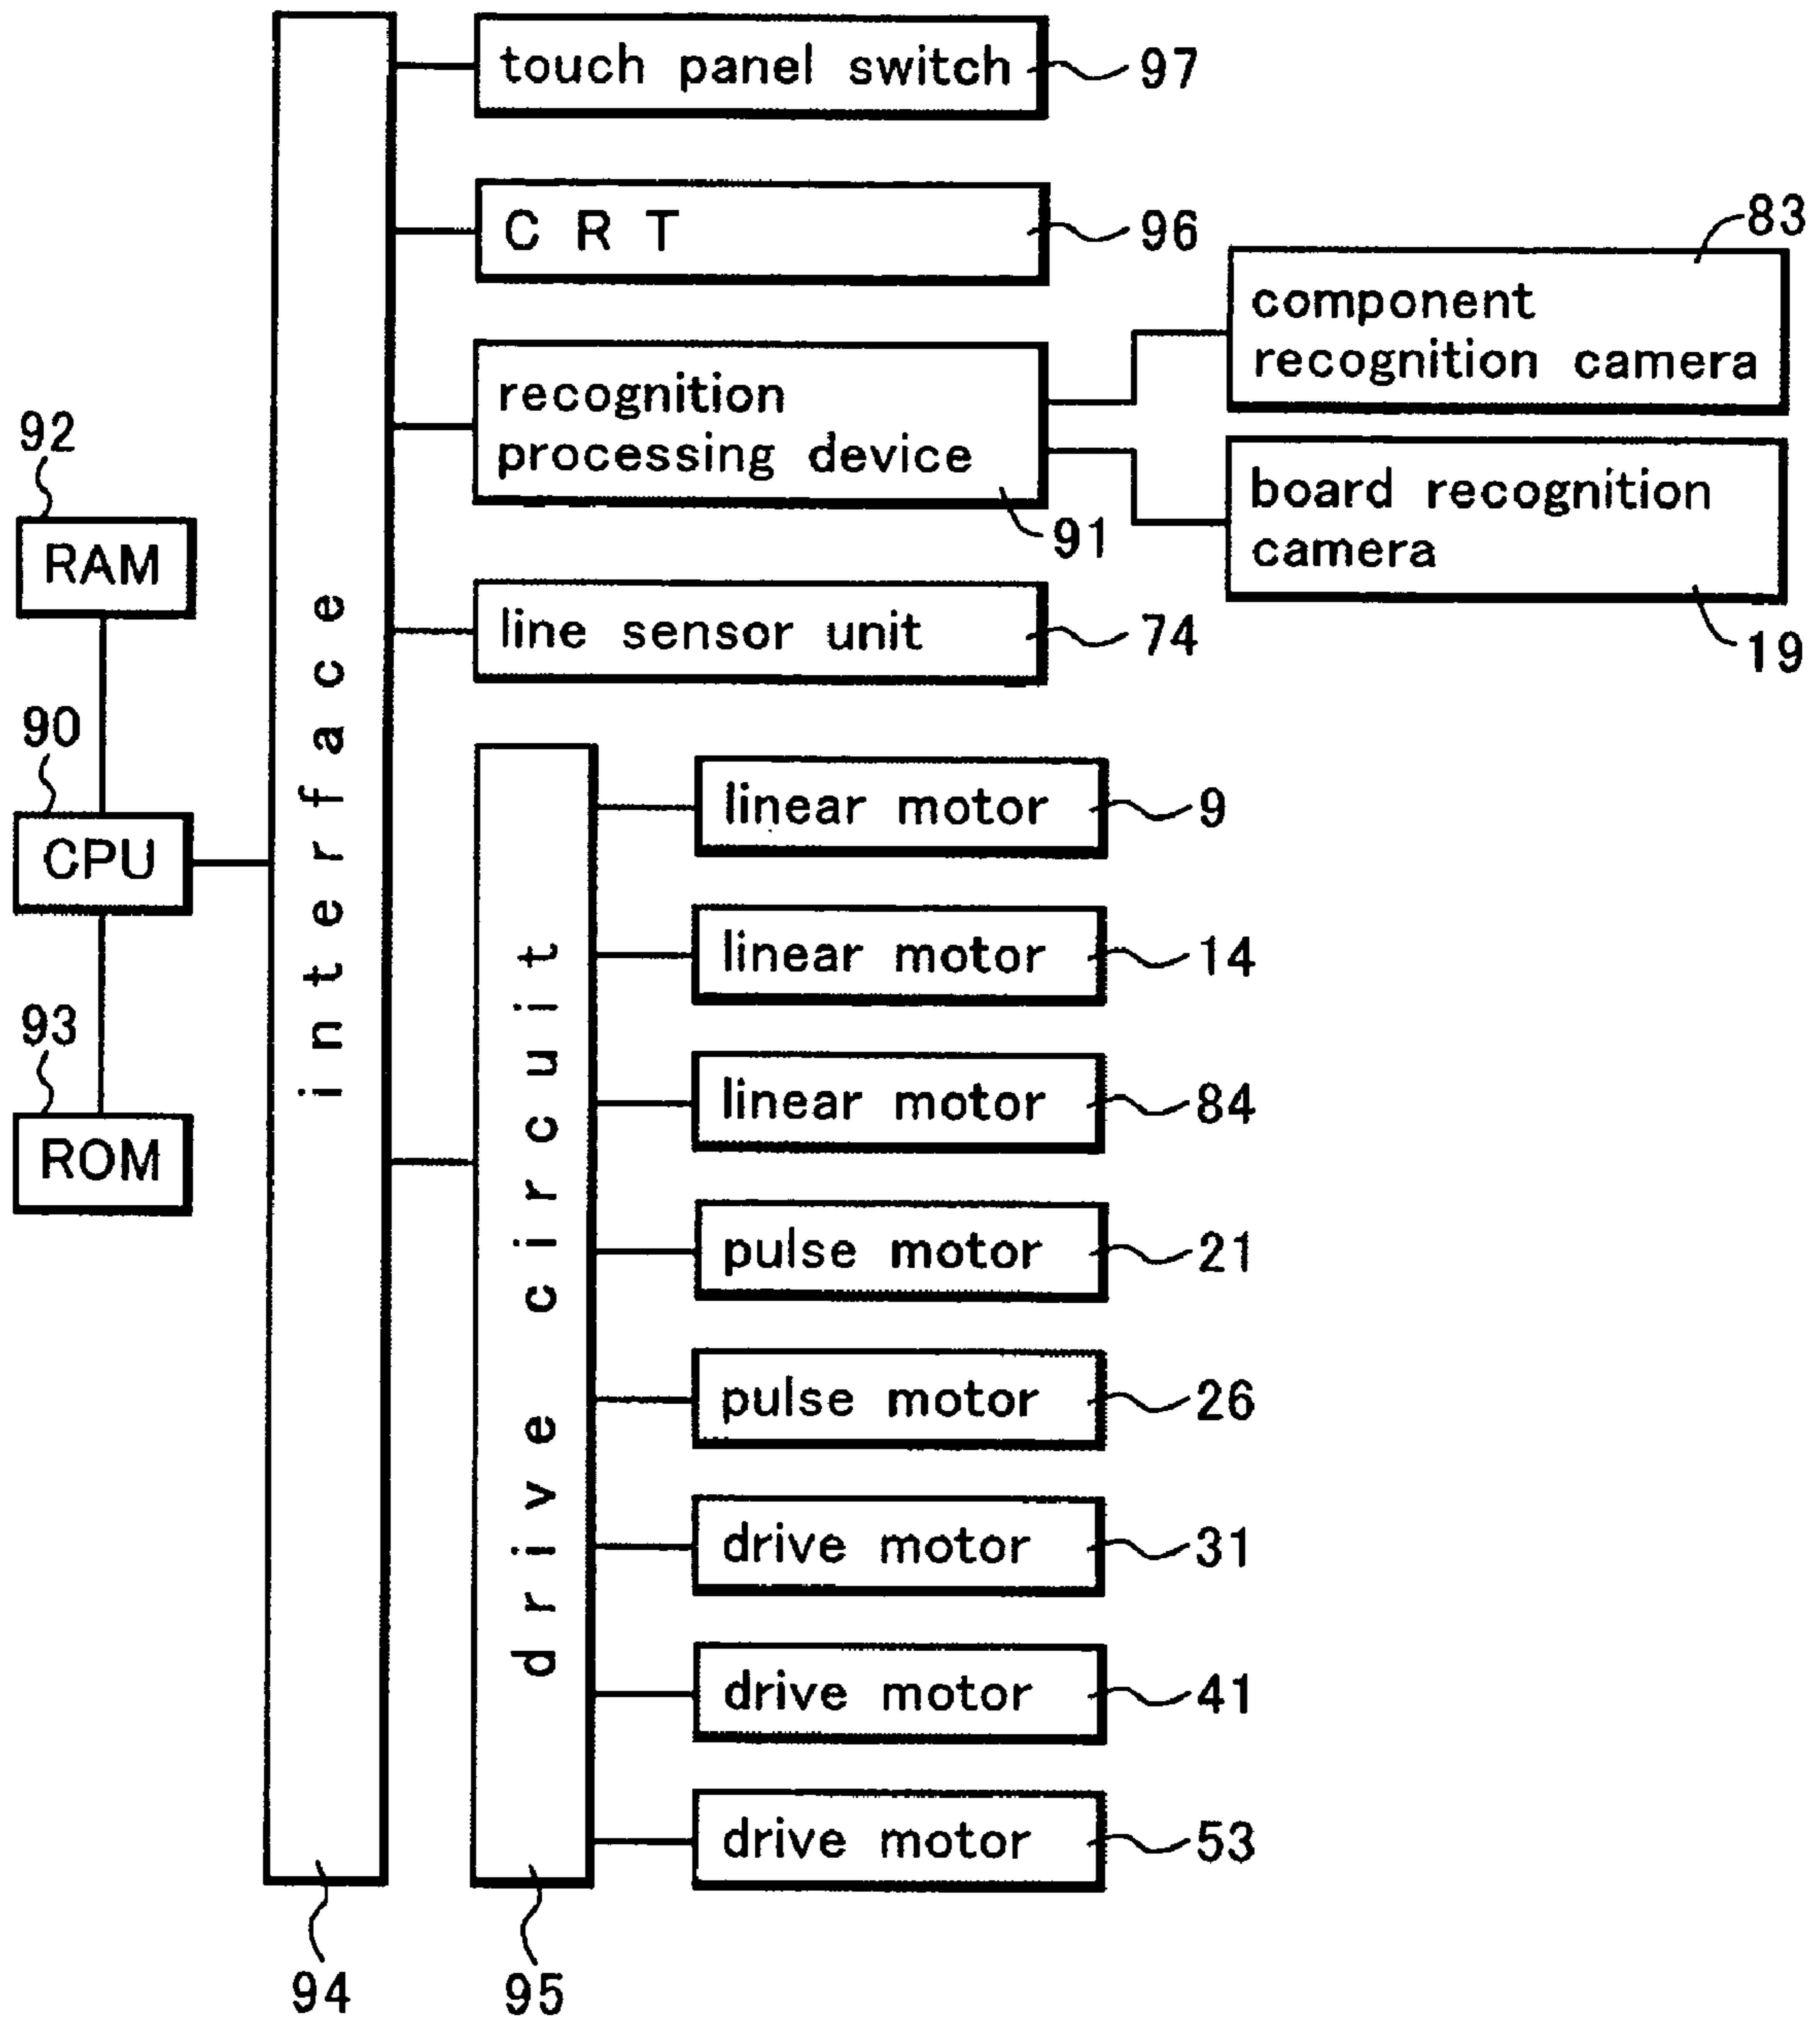 touch panel switch
97
C R T
96
83
component
recognition camera
recognition
processing device
91
board recognition
camera
19
92
RAM
line sensor unit
74
90
CPU
93
ROM
interface
94
drive circuit
95
linear motor
9
linear motor
14
linear motor
84
pulse motor
21
pulse motor
26
drive motor
31
drive motor
41
drive motor
53